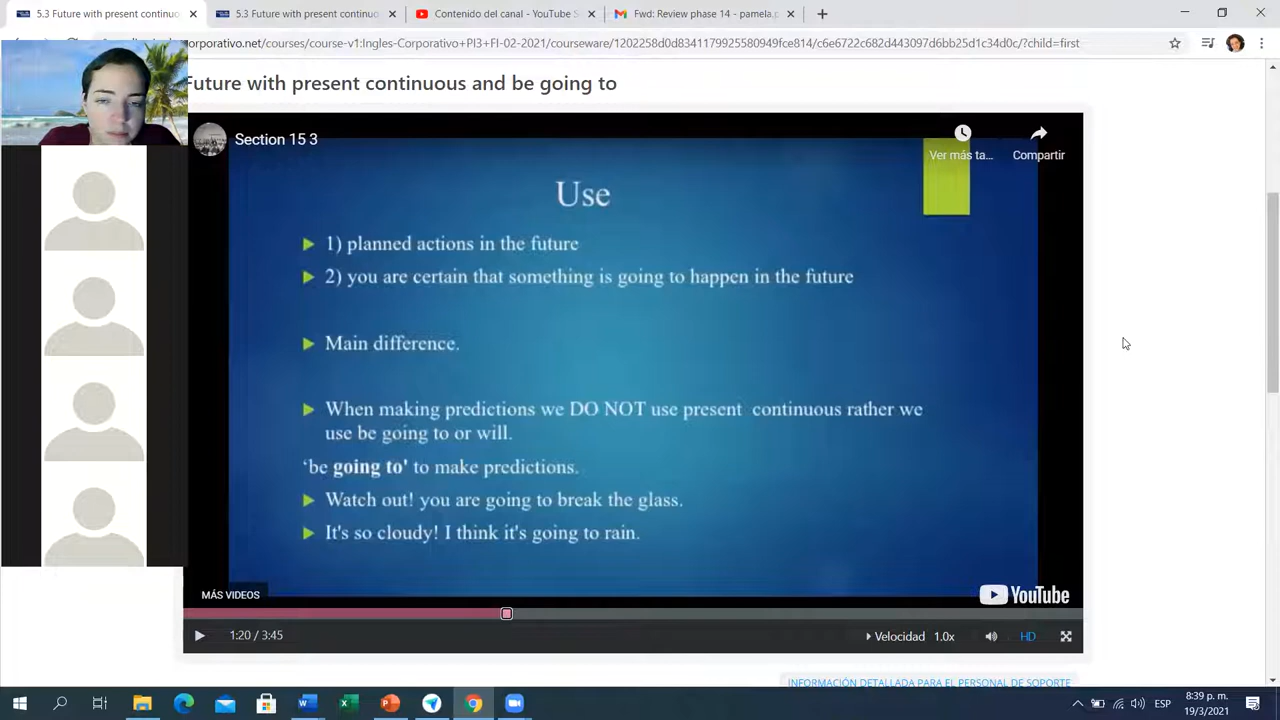 5.3 Future with present continuo
5.3 Future with present continuo
Contenido del canal - YouTube S
Fwd: Review phase 14 - pamela.p
orporativo.net/courses/course-v1:Ingles-Corporativo+PI3+FI-02-2021/courseware/1202258d0d8341179925580949fce814/c6e6722c682d443097d6bb25d1c34d0c/?child=first
Future with present continuous and be going to
Section 15 3
Ver más ta...
Compartir
Use
1) planned actions in the future
2) you are certain that something is going to happen in the future
Main difference.
When making predictions we DO NOT use present continuous rather we
use be going to or will.
'be going to' to make predictions.
Watch out! you are going to break the glass.
It's so cloudy! I think it's going to rain.
MÁS VIDEOS
YouTube
1:20 / 3:45
Velocidad 1.0x
HD
INFORMACIÓN DETALLADA PARA EL PERSONAL DE SOPORTE
ESP
8:39 p. m.
19/3/2021